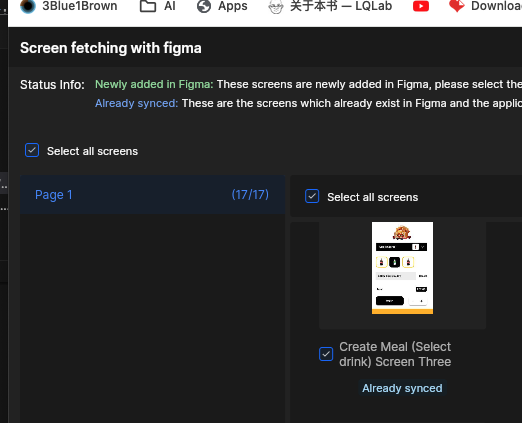 3Blue1Brown AI Apps 关于本书 — LQLab Downloa
Screen fetching with figma
Status Info: Newly added in Figma: These screens are newly added in Figma, please select the
Already synced: These are the screens which already exist in Figma and the applic
Select all screens
Page 1 (17/17)
Select all screens
Create Meal (Select
drink) Screen Three
Already synced